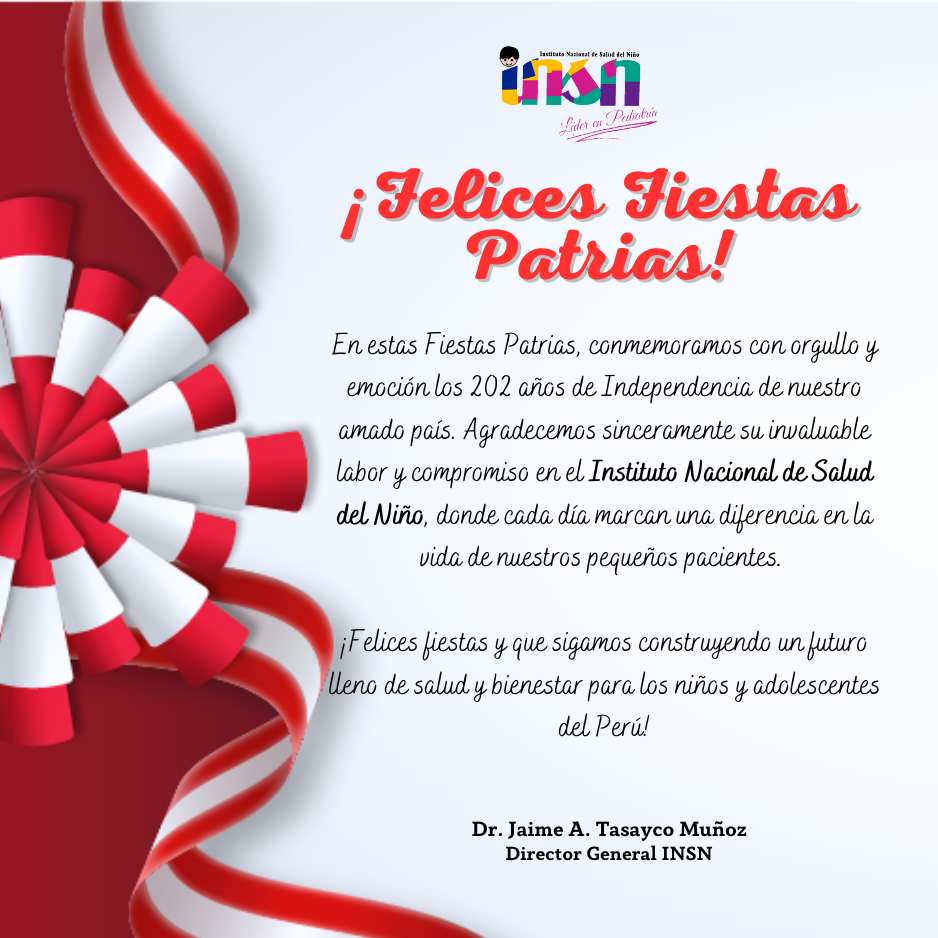 Instituto Nacional de Salud del Niño
insn
Líder en Pediatría
¡Felices Fiestas
Patrias!
En estas Fiestas Patrias, conmemoramos con orgullo y
emoción los 202 años de Independencia de nuestro
amado país. Agradecemos sinceramente su invaluable
labor y compromiso en el Instituto Nacional de Salud
del Niño, donde cada día marcan una diferencia en la
vida de nuestros pequeños pacientes.
¡Felices fiestas y que sigamos construyendo un futuro
lleno de salud y bienestar para los niños y adolescentes
del Perú!
Dr. Jaime A. Tasayco Muñoz
Director General INSN